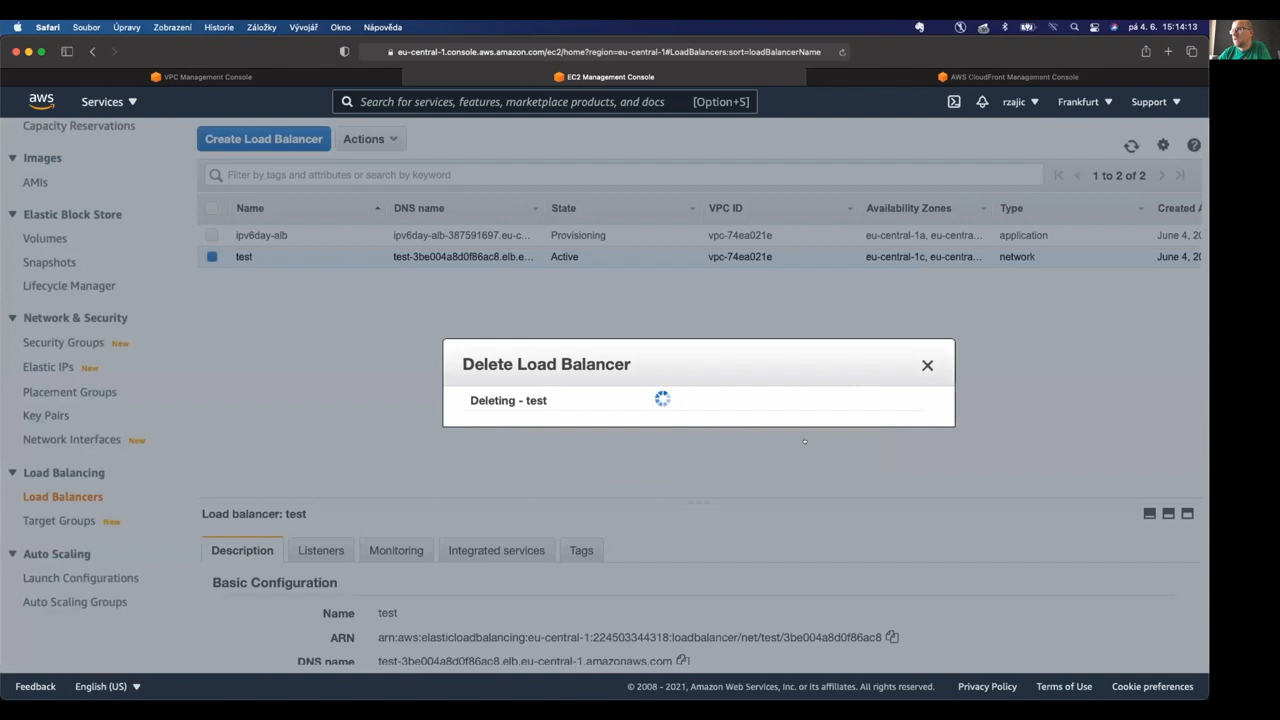 Safari Soubor Úpravy Zobrazení Historie Záložky Vývojář Okno Nápověda pá 4. 6. 15:14:13
eu-central-1.console.aws.amazon.com/ec2/home?region=eu-central-1#LoadBalancers:sort=loadBalancerName
VPC Management Console EC2 Management Console AWS CloudFront Management Console
aws Services Search for services, features, marketplace products, and docs [Option+S] rzajic Frankfurt Support
Capacity Reservations
Images
AMIs
Elastic Block Store
Volumes
Snapshots
Lifecycle Manager
Network & Security
Security Groups New
Elastic IPs New
Placement Groups
Key Pairs
Network Interfaces New
Load Balancing
Load Balancers
Target Groups New
Auto Scaling
Launch Configurations
Auto Scaling Groups
Create Load Balancer Actions
Filter by tags and attributes or search by keyword 1 to 2 of 2
Name DNS name State VPC ID Availability Zones Type Created A
ipv6day-alb ipv6day-alb-387591697.eu-c... Provisioning vpc-74ea021e eu-central-1a, eu-centra... application June 4, 20
test test-3be004a8d0f86ac8.elb.e... Active vpc-74ea021e eu-central-1c, eu-centra... network June 4, 20
Delete Load Balancer
Deleting - test
Load balancer: test
Description Listeners Monitoring Integrated services Tags
Basic Configuration
Name test
ARN arn:aws:elasticloadbalancing:eu-central-1:224503344318:loadbalancer/net/test/3be004a8d0f86ac8
DNS name test-3be004a8d0f86ac8.elb.eu-central-1.amazonaws.com
Feedback English (US) © 2008 - 2021, Amazon Web Services, Inc. or its affiliates. All rights reserved. Privacy Policy Terms of Use Cookie preferences